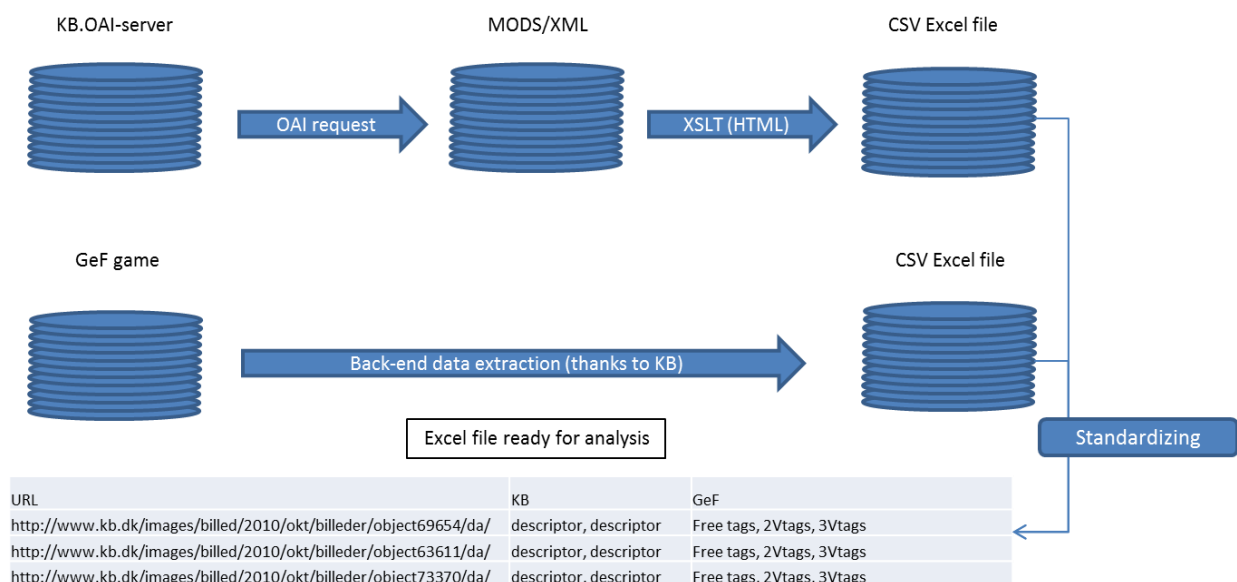 KB.OAI-server
MODS/XML
CSV Excel file
OAI request
XSLT (HTML)
GeF game
CSV Excel file
Back-end data extraction (thanks to KB)
Excel file ready for analysis
Standardizing
URL KB GeF
http://www.kb.dk/images/billed/2010/okt/billeder/object69654/da/ descriptor, descriptor Free tags, 2Vtags, 3Vtags
http://www.kb.dk/images/billed/2010/okt/billeder/object63611/da/ descriptor, descriptor Free tags, 2Vtags, 3Vtags
http://www.kb.dk/images/billed/2010/okt/billeder/object73370/da/ descriptor, descriptor Free tags, 2Vtags, 3Vtags